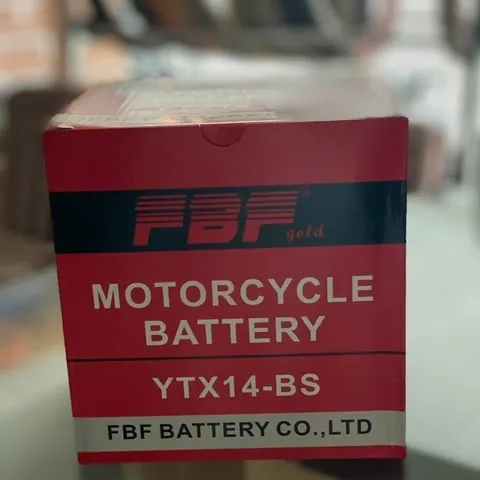 FBF
gold
MOTORCYCLE
BATTERY
YTX14-BS
FBF BATTERY CO.,LTD